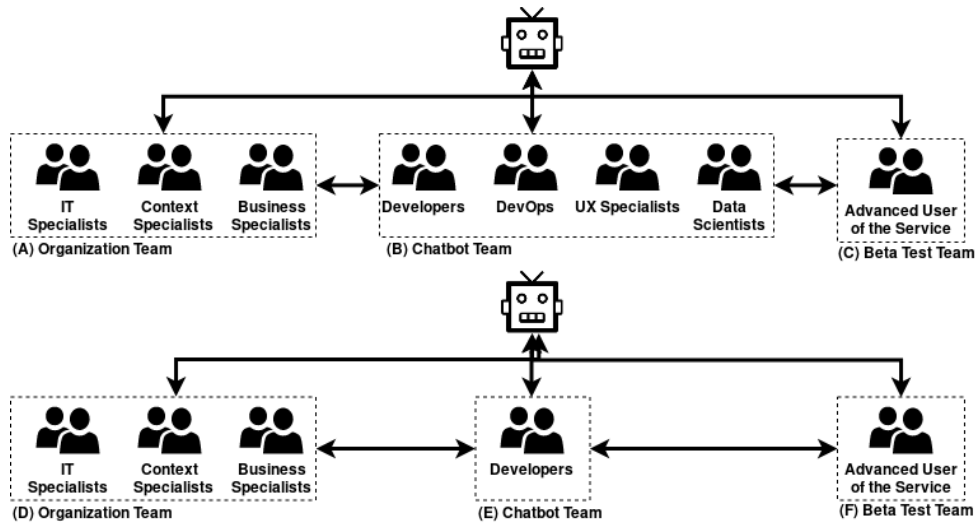 IT
Specialists
Context
Specialists
Business
Specialists
Developers
DevOps
UX Specialists
Data
Scientists
Advanced User
of the Service
(A) Organization Team
(B) Chatbot Team
(C) Beta Test Team
IT
Specialists
Context
Specialists
Business
Specialists
Developers
Advanced User
of the Service
(D) Organization Team
(E) Chatbot Team
(F) Beta Test Team